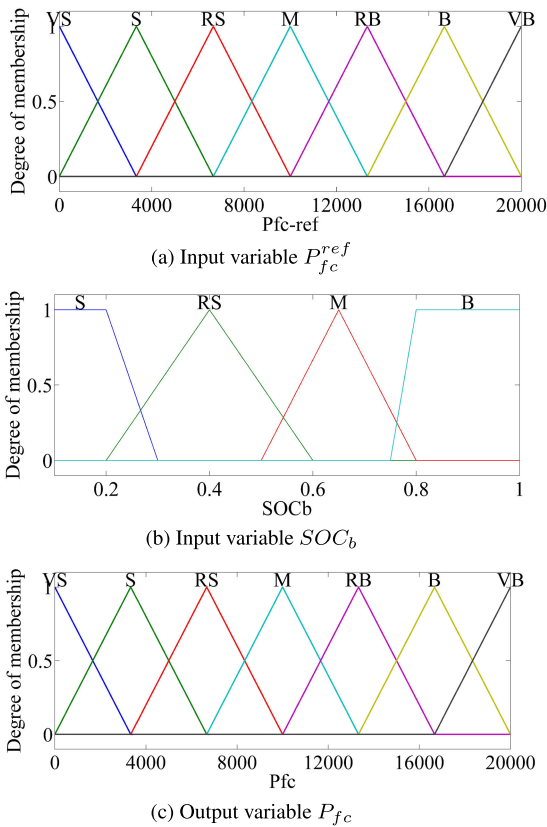 VS S RS M RB B VB
1
0.5
0
Degree of membership
0 4000 8000 12000 16000 20000
Pfc-ref
(a) Input variable P_{fc}^{ref}
S RS M B
1
0.5
0
Degree of membership
0.2 0.4 0.6 0.8 1
SOCb
(b) Input variable SOC_b
VS S RS M RB B VB
1
0.5
0
Degree of membership
0 4000 8000 12000 16000 20000
Pfc
(c) Output variable P_{fc}